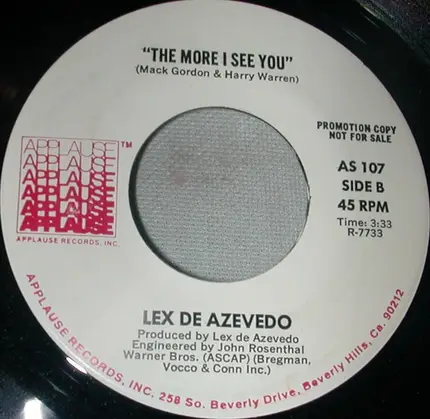 "THE MORE I SEE YOU"
(Mack Gordon & Harry Warren)
PROMOTION COPY
NOT FOR SALE
AS 107
SIDE B
45 RPM
Time: 3:33
R-7733
APPLAUSE
APPLAUSE
APPLAUSE
APPLAUSE
APPLAUSE
APPLAUSE
APPLAUSE
TM
APPLAUSE RECORDS, INC.
LEX DE AZEVEDO
Produced by Lex de Azevedo
Engineered by John Rosenthal
Warner Bros. (ASCAP) (Bregman,
Vocco & Conn Inc.)
APPLAUSE RECORDS, INC. 258 So. Beverly Drive, Beverly Hills, Ca. 90212